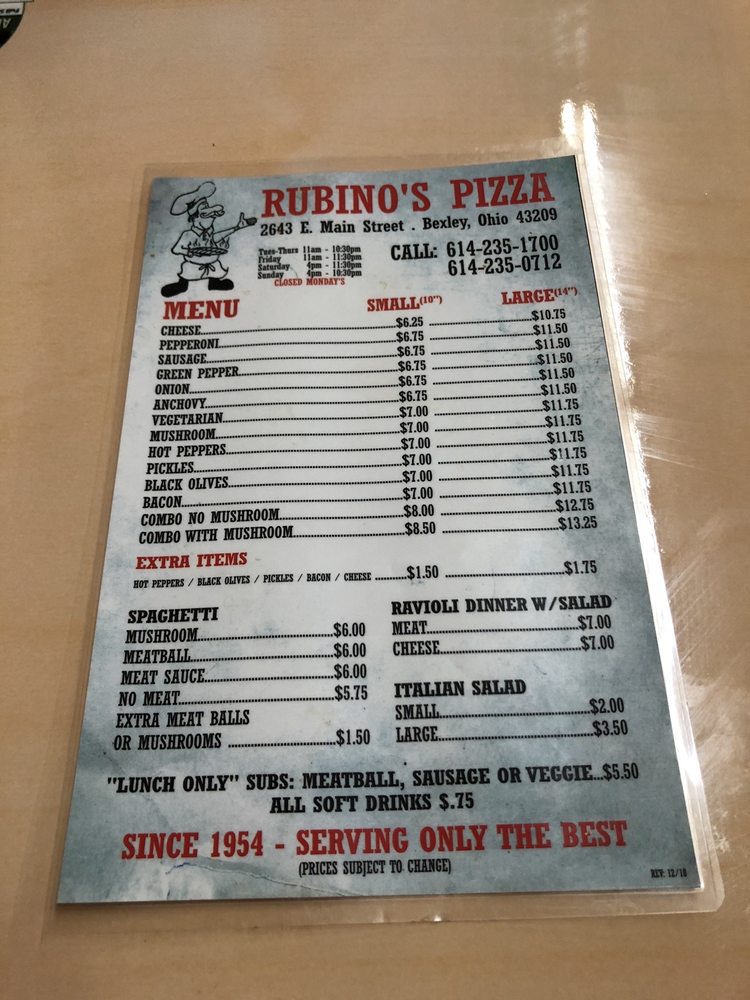 RUBINO'S PIZZA
2643 E. Main Street . Bexley, Ohio 43209
Tues-Thurs 11am - 10:30pm
Friday 11am - 11:30pm
Saturday 4pm - 11:30pm
Sunday 4pm - 10:30pm
CLOSED MONDAY'S
CALL: 614-235-1700
614-235-0712
MENU SMALL(10") LARGE(14")
CHEESE $6.25 $10.75
PEPPERONI $6.75 $11.50
SAUSAGE $6.75 $11.50
GREEN PEPPER $6.75 $11.50
ONION $6.75 $11.50
ANCHOVY $6.75 $11.50
VEGETARIAN $7.00 $11.75
MUSHROOM $7.00 $11.75
HOT PEPPERS $7.00 $11.75
PICKLES $7.00 $11.75
BLACK OLIVES $7.00 $11.75
BACON $7.00 $11.75
COMBO NO MUSHROOM $8.00 $12.75
COMBO WITH MUSHROOM $8.50 $13.25
EXTRA ITEMS
HOT PEPPERS / BLACK OLIVES / PICKLES / BACON / CHEESE $1.50 $1.75
SPAGHETTI
MUSHROOM $6.00
MEATBALL $6.00
MEAT SAUCE $6.00
NO MEAT $5.75
EXTRA MEAT BALLS
OR MUSHROOMS $1.50
RAVIOLI DINNER W/SALAD
MEAT $7.00
CHEESE $7.00
ITALIAN SALAD
SMALL $2.00
LARGE $3.50
"LUNCH ONLY" SUBS: MEATBALL, SAUSAGE OR VEGGIE...$5.50
ALL SOFT DRINKS $.75
SINCE 1954 - SERVING ONLY THE BEST
(PRICES SUBJECT TO CHANGE)
REV: 12/18